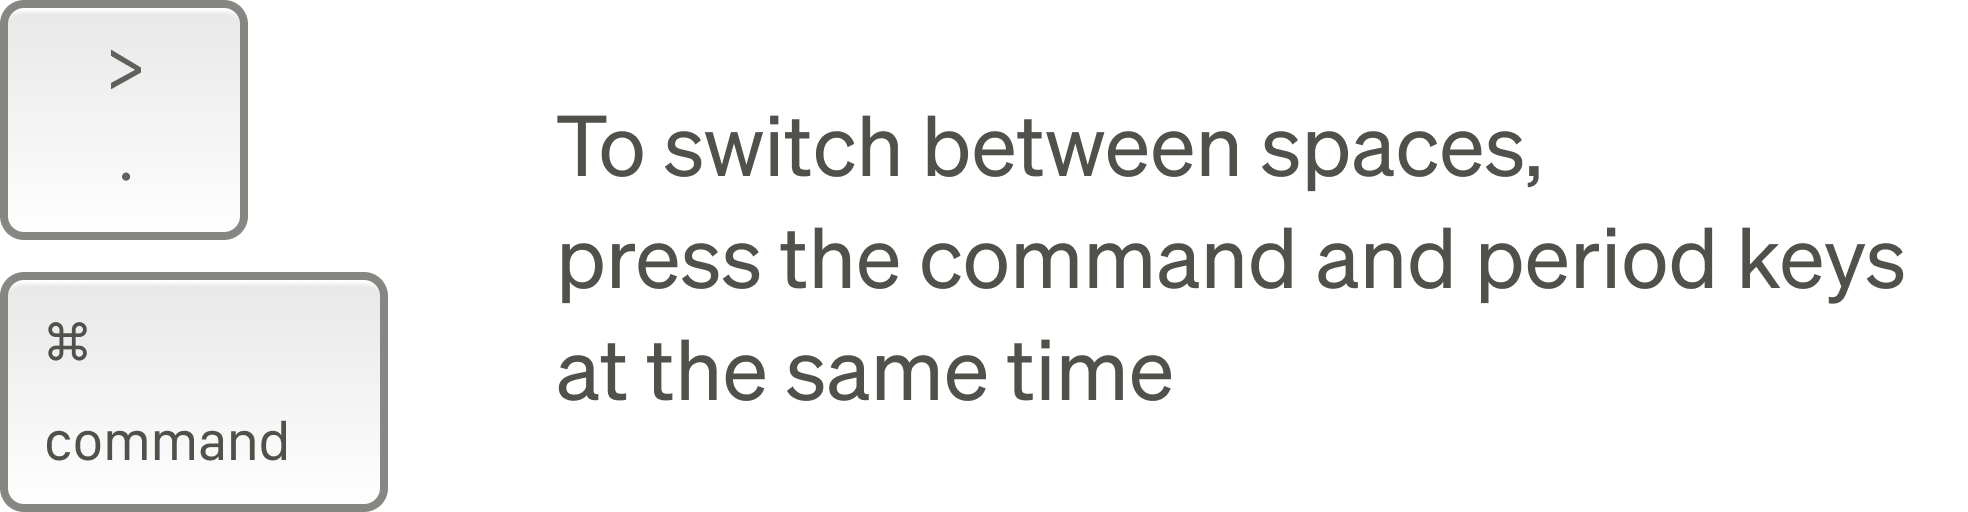 >
.
⌘
command
To switch between spaces,
press the command and period keys
at the same time